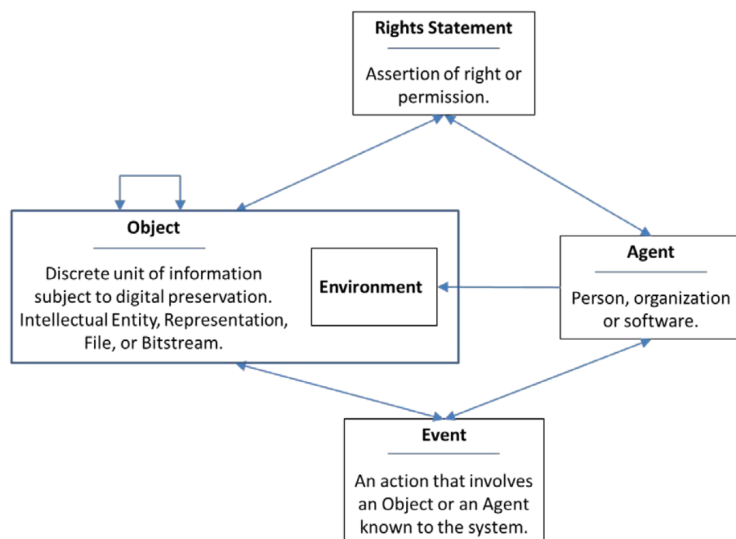 Rights Statement
Assertion of right or
permission.
Object
Discrete unit of information
subject to digital preservation.
Intellectual Entity, Representation,
File, or Bitstream.
Environment
Agent
Person, organization
or software.
Event
An action that involves
an Object or an Agent
known to the system.